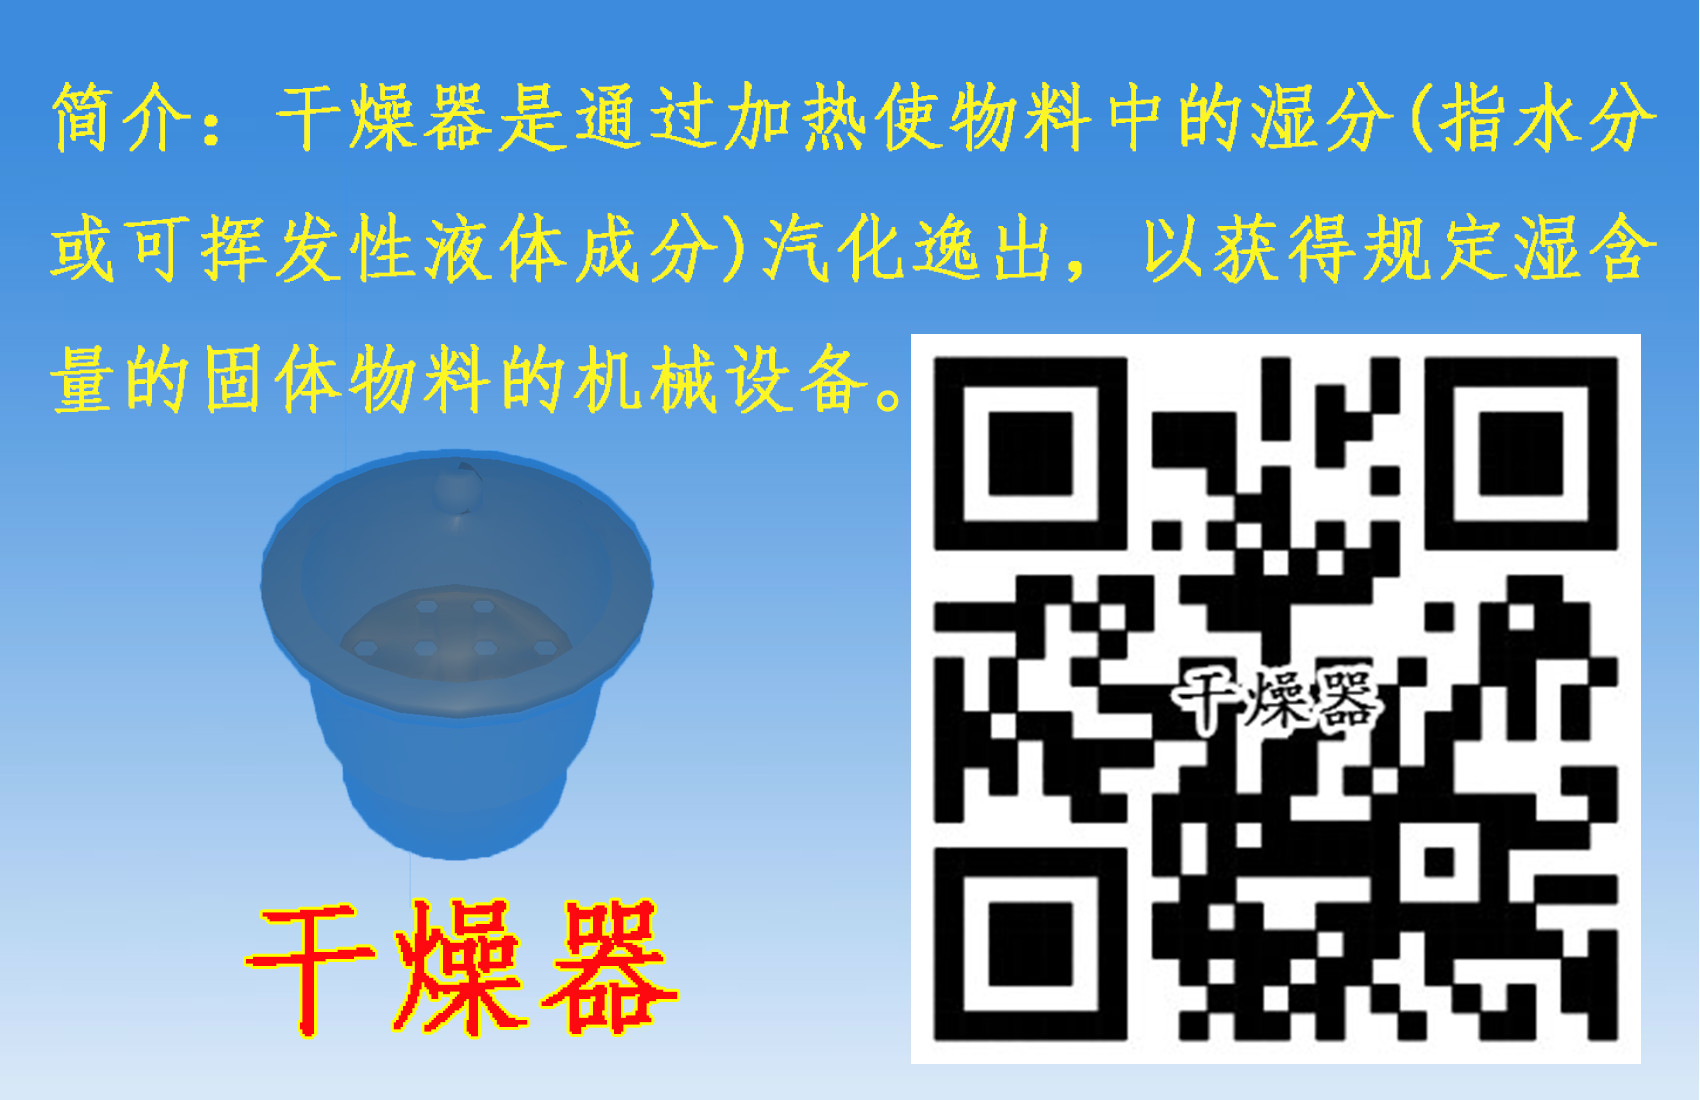 简介：干燥器是通过加热使物料中的湿分(指水分
或可挥发性液体成分)汽化逸出，以获得规定湿含
量的固体物料的机械设备。
干燥器
干燥器